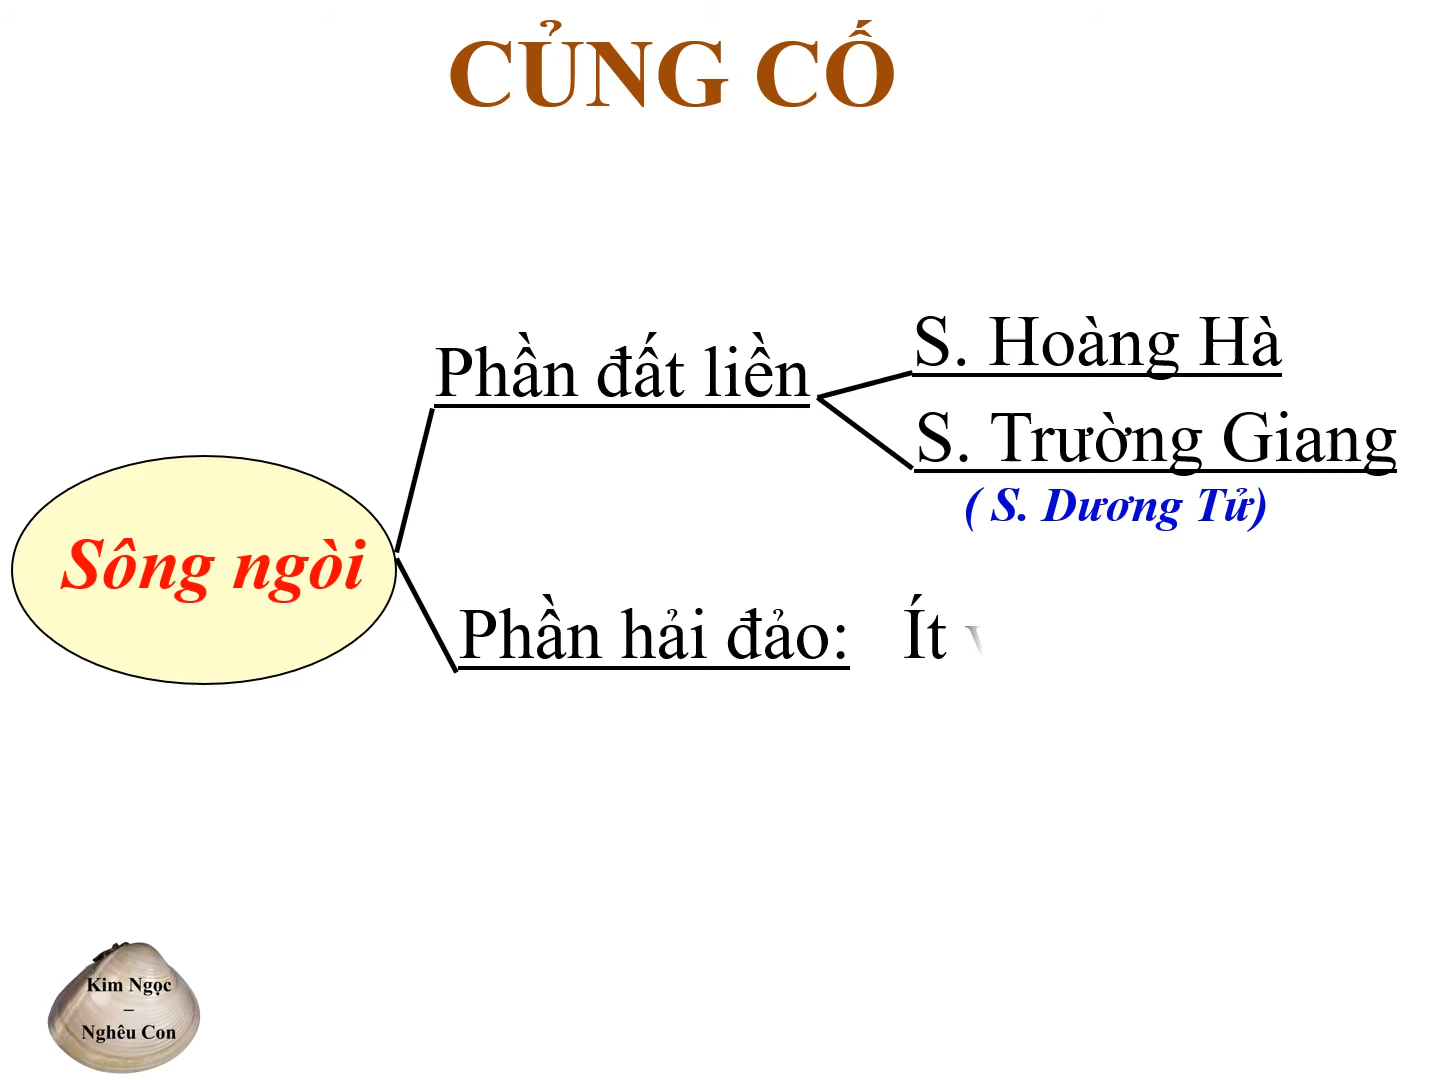 CỦNG CỐ
S. Hoàng Hà
Phần đất liền
S. Trường Giang
( S. Dương Tử)
Sông ngòi
Phần hải đảo: Ít
Kim Ngọc
–
Nghêu Con